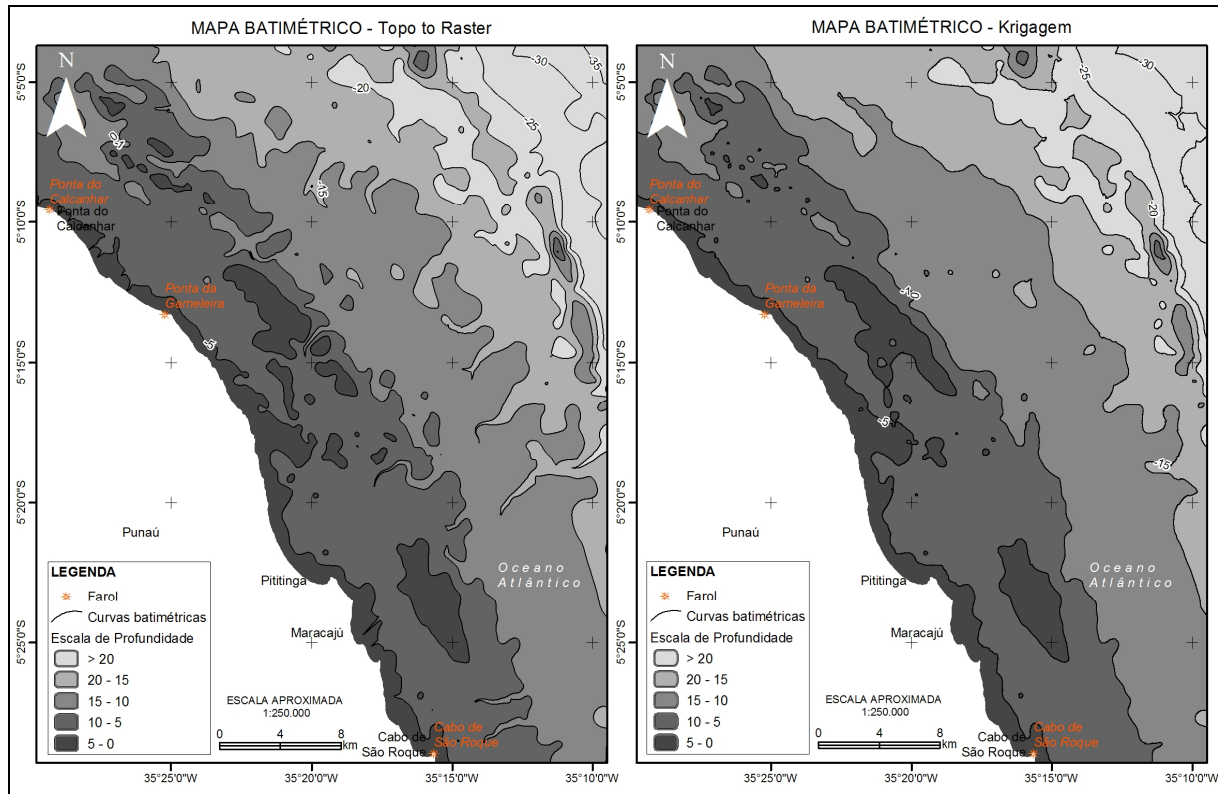 MAPA BATIMÉTRICO - Topo to Raster
N
5°5'0"S
5°10'0"S
5°15'0"S
5°20'0"S
5°25'0"S
-20
-30
-35
-25
-15
-5
Ponta do
Calcanhar
Ponta do
Calcanhar
Ponta da
Gameleira
Punaú
Pititinga
Maracajú
Oceano
Atlântico
LEGENDA
Farol
Curvas batimétricas
Escala de Profundidade
> 20
20 - 15
15 - 10
10 - 5
5 - 0
ESCALA APROXIMADA
1:250.000
0 4 8
km
Cabo de
São Roque
Cabo de
São Roque
35°25'0"W
35°20'0"W
35°15'0"W
35°10'0"W
MAPA BATIMÉTRICO - Krigagem
N
5°5'0"S
5°10'0"S
5°15'0"S
5°20'0"S
5°25'0"S
-25
-30
-20
-10
-5
-15
Ponta do
Calcanhar
Ponta do
Calcanhar
Ponta da
Gameleira
Punaú
Pititinga
Maracajú
Oceano
Atlântico
LEGENDA
Farol
Curvas batimétricas
Escala de Profundidade
> 20
20 - 15
15 - 10
10 - 5
5 - 0
ESCALA APROXIMADA
1:250.000
0 4 8
km
Cabo de
São Roque
Cabo de
São Roque
35°25'0"W
35°20'0"W
35°15'0"W
35°10'0"W